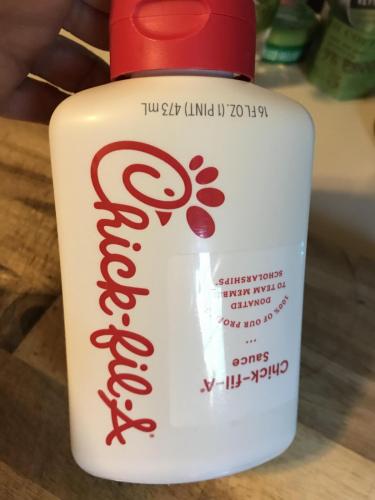 Chick-fil-A®
Chick-fil-A®
Sauce
...
100% OF OUR
DONATED
TO TEAM
SCHOLARSHIPS*
16 FL OZ. (1 PINT) 473 mL